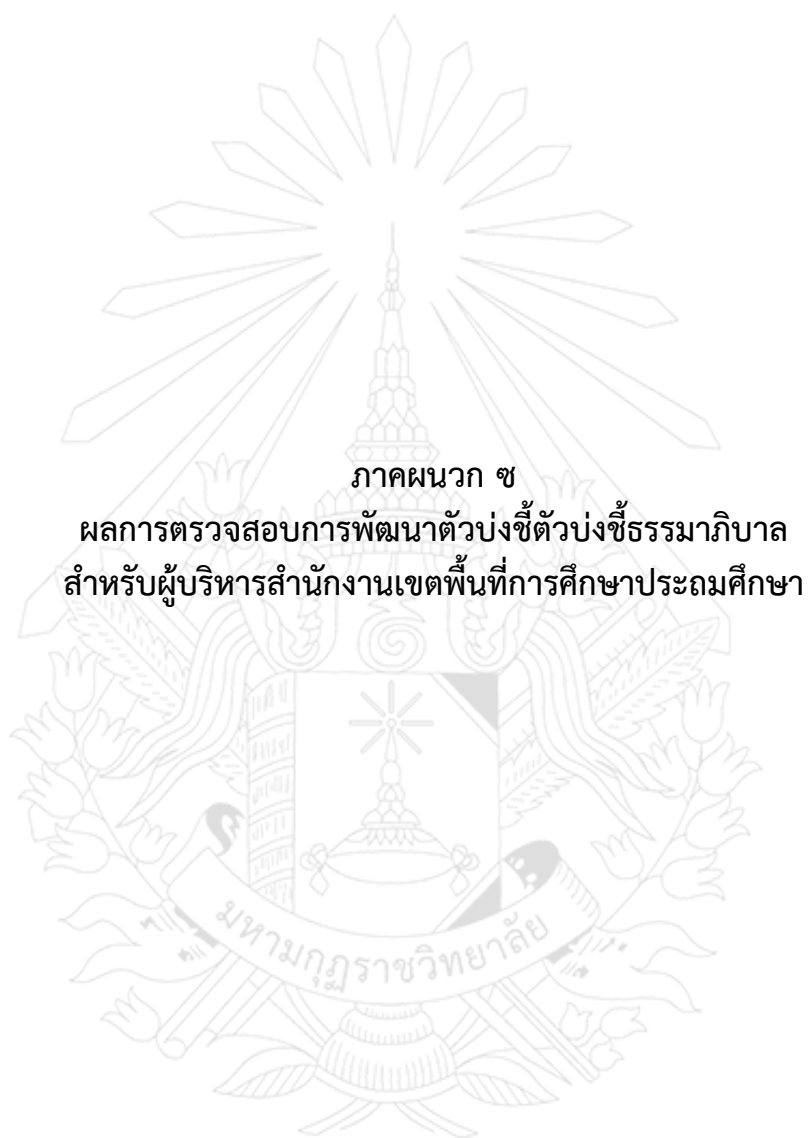 ภาคผนวก ซ
ผลการตรวจสอบการพัฒนาตัวบ่งชี้ตัวบ่งชี้ธรรมาภิบาล
สำหรับผู้บริหารสำนักงานเขตพื้นที่การศึกษาประถมศึกษา
มหามกุฏราชวิทยาลัย